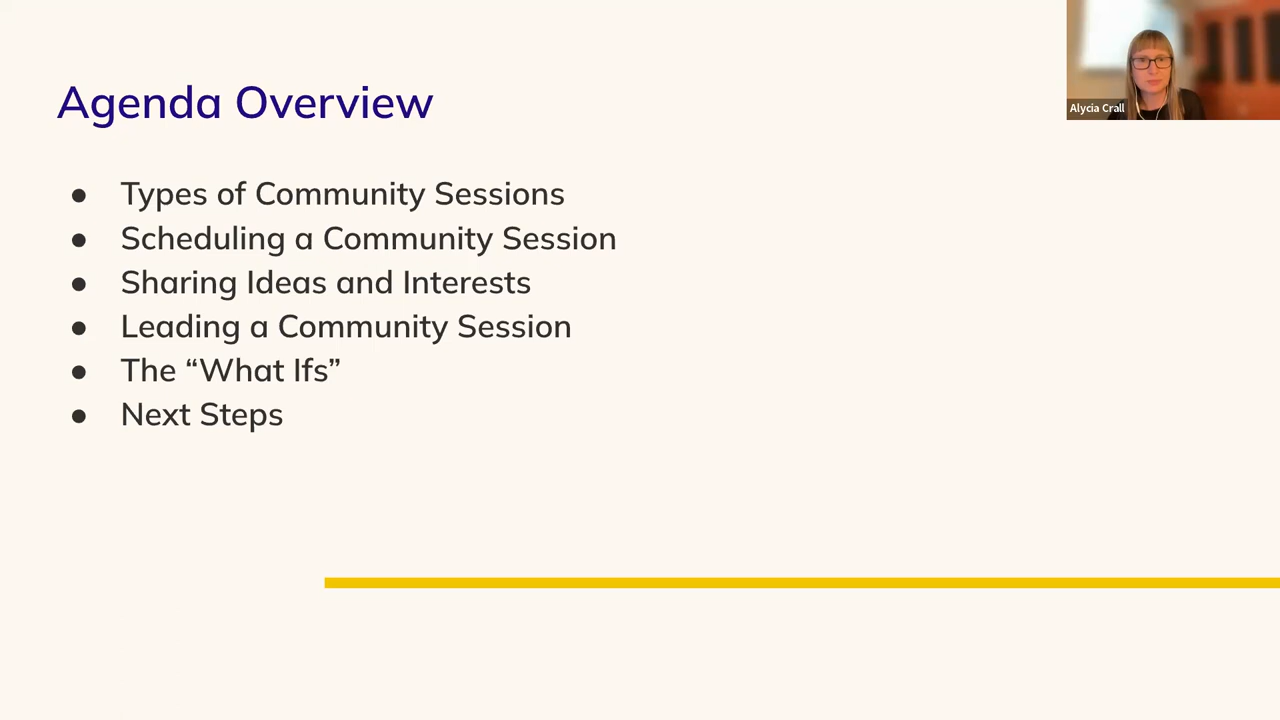 Agenda Overview
● Types of Community Sessions
● Scheduling a Community Session
● Sharing Ideas and Interests
● Leading a Community Session
● The “What Ifs”
● Next Steps
Alycia Crall